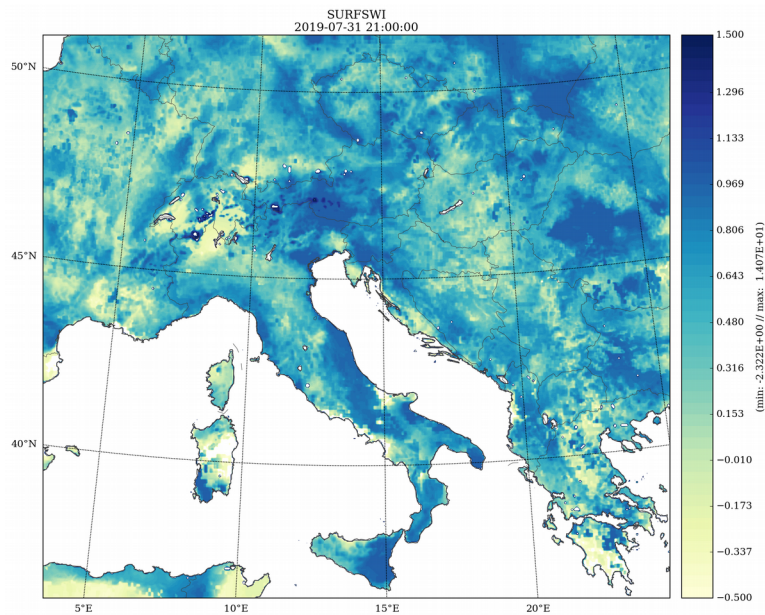 SURFSWI
2019-07-31 21:00:00
50°N
45°N
40°N
5°E
10°E
15°E
20°E
1.500
1.296
1.133
0.969
0.806
0.643
0.480
0.316
0.153
−0.010
−0.173
−0.337
−0.500
(min: -2.322E+00 / max: 1.407E+01)